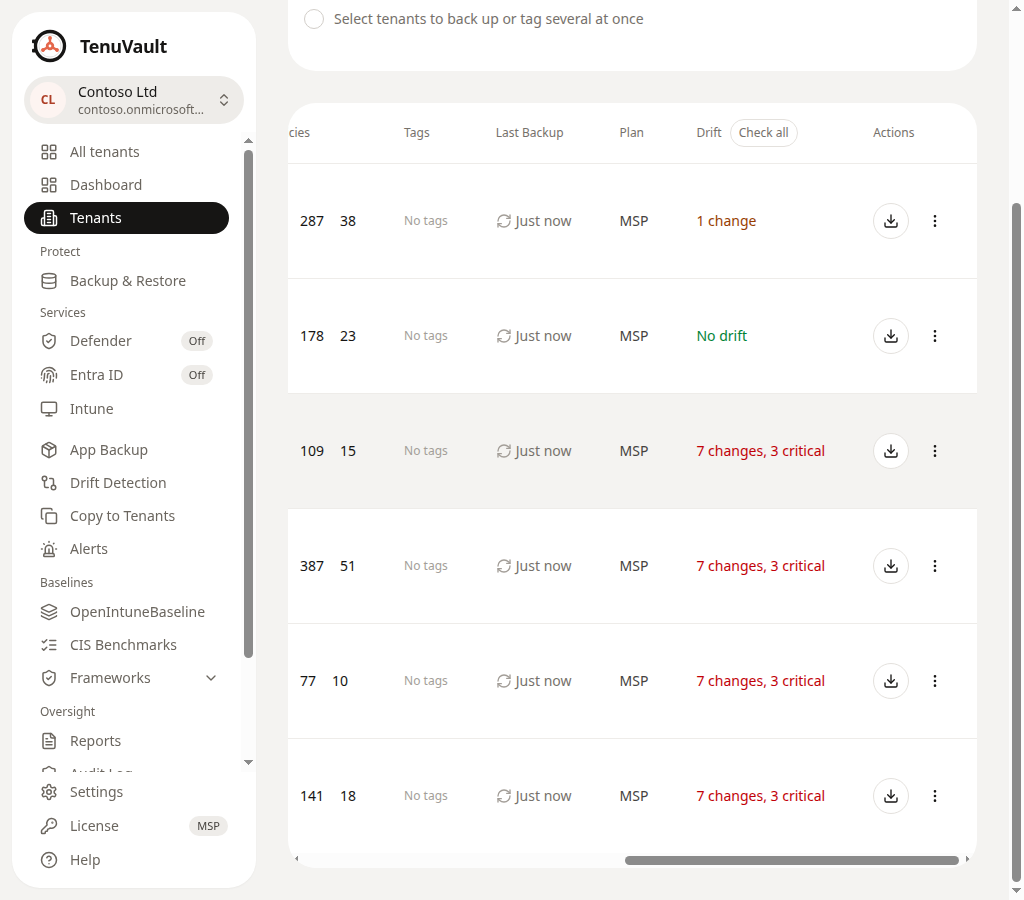 TenuVault
CL
Contoso Ltd
contoso.onmicrosoft...
All tenants
Dashboard
Tenants
Protect
Backup & Restore
Services
Defender Off
Entra ID Off
Intune
App Backup
Drift Detection
Copy to Tenants
Alerts
Baselines
OpenIntuneBaseline
CIS Benchmarks
Frameworks
Oversight
Reports
Audit Log
Settings
License MSP
Help
Select tenants to back up or tag several at once
cies Tags Last Backup Plan Drift Check all Actions
287 38 No tags Just now MSP 1 change
178 23 No tags Just now MSP No drift
109 15 No tags Just now MSP 7 changes, 3 critical
387 51 No tags Just now MSP 7 changes, 3 critical
77 10 No tags Just now MSP 7 changes, 3 critical
141 18 No tags Just now MSP 7 changes, 3 critical